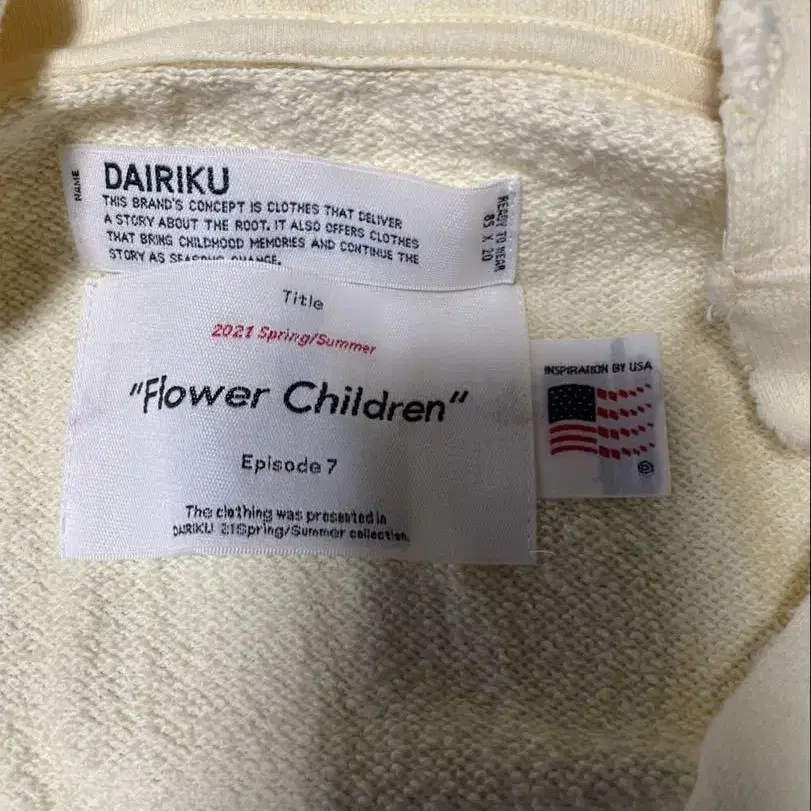 NAME
DAIRIKU
THIS BRAND'S CONCEPT IS CLOTHES THAT DELIVER
A STORY ABOUT THE ROOT. IT ALSO OFFERS CLOTHES
THAT BRING CHILDHOOD MEMORIES AND CONTINUE THE
STORY AS SEASONS CHANGE.
READY TO WEAR
85 X 20
Title
2021 Spring/Summer
"Flower Children"
Episode 7
The clothing was presented in
DAIRIKU 21Spring/Summer collection.
INSPIRATION BY USA